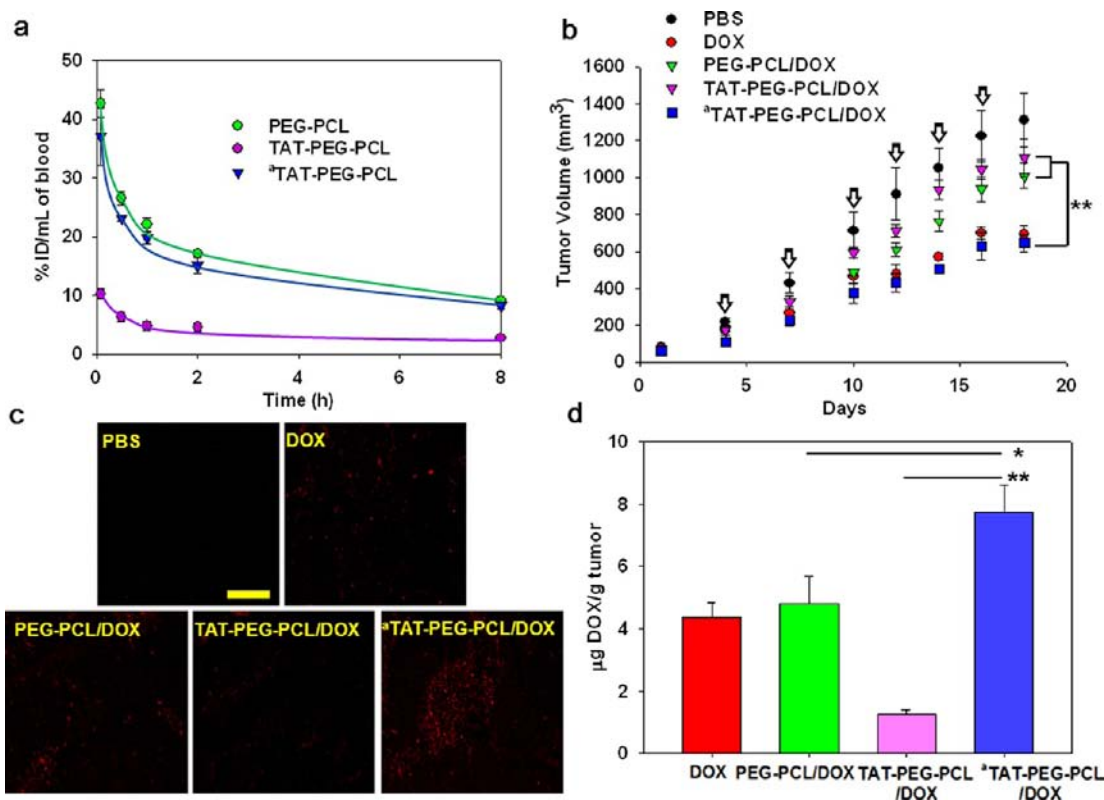 a
50
40
30
20
10
0
% ID/mL of blood
PEG-PCL
TAT-PEG-PCL
ᵃTAT-PEG-PCL
0 2 4 6 8
Time (h)
b
PBS
DOX
PEG-PCL/DOX
TAT-PEG-PCL/DOX
ᵃTAT-PEG-PCL/DOX
1600
1400
1200
1000
800
600
400
200
0
Tumor Volume (mm³)
**
0 5 10 15 20
Days
c
PBS
DOX
PEG-PCL/DOX
TAT-PEG-PCL/DOX
ᵃTAT-PEG-PCL/DOX
d
10
8
6
4
2
0
µg DOX/g tumor
*
**
DOX
PEG-PCL/DOX
TAT-PEG-PCL
/DOX
ᵃTAT-PEG-PCL
/DOX